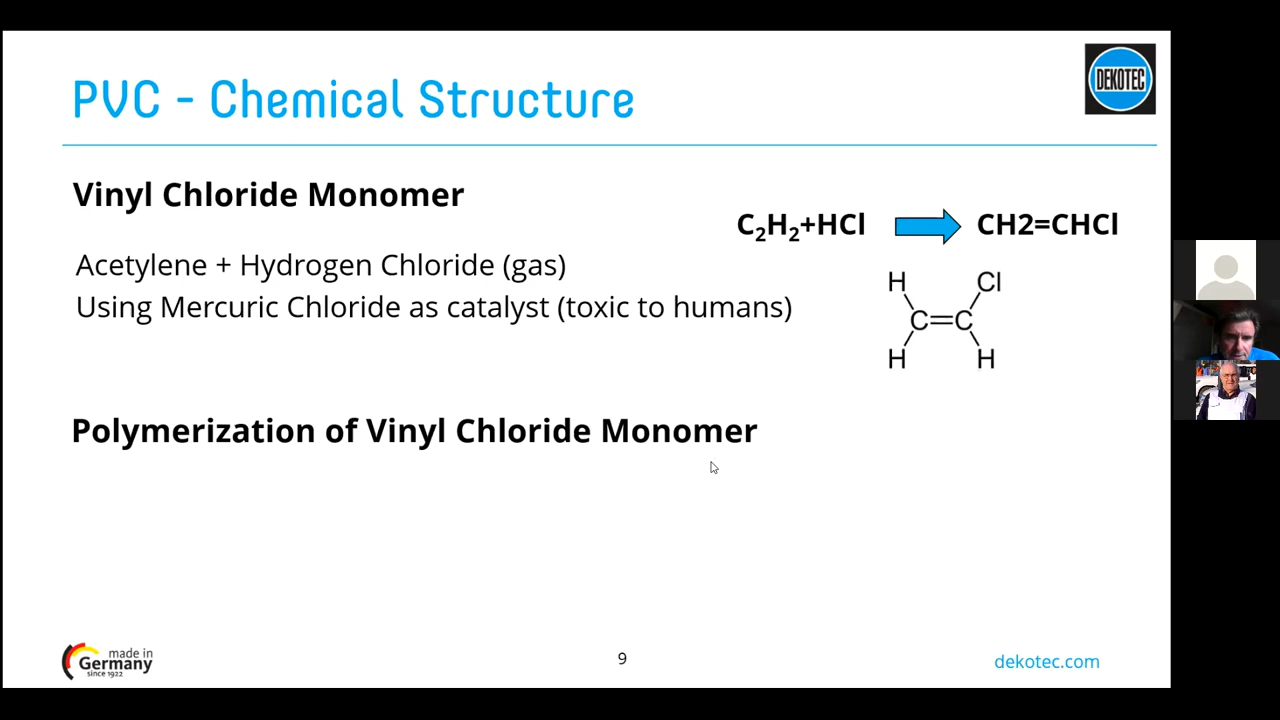 PVC - Chemical Structure
DEKOTEC
Vinyl Chloride Monomer
C₂H₂+HCl CH2=CHCl
Acetylene + Hydrogen Chloride (gas)
Using Mercuric Chloride as catalyst (toxic to humans)
H Cl
C=C
H H
Polymerization of Vinyl Chloride Monomer
made in
Germany
since 1922
9
dekotec.com